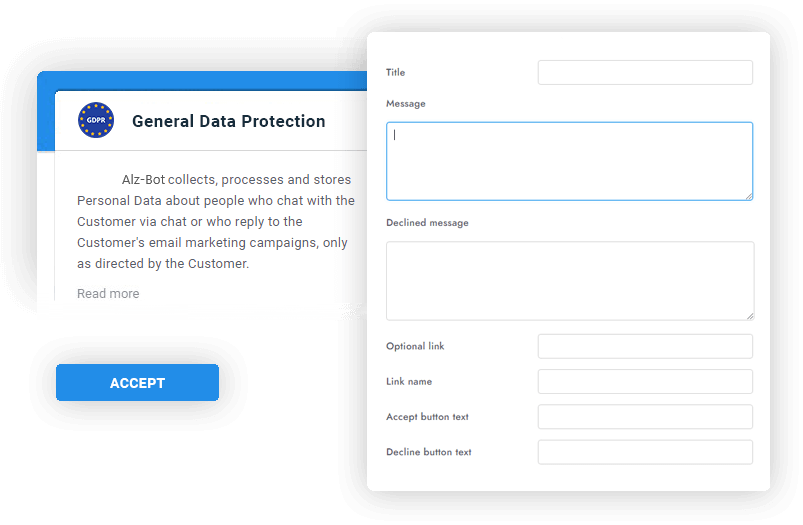 GDPR
General Data Protection
Alz-Bot collects, processes and stores
Personal Data about people who chat with the
Customer via chat or who reply to the
Customer's email marketing campaigns, only
as directed by the Customer.
Read more
ACCEPT
Title
Message
Declined message
Optional link
Link name
Accept button text
Decline button text